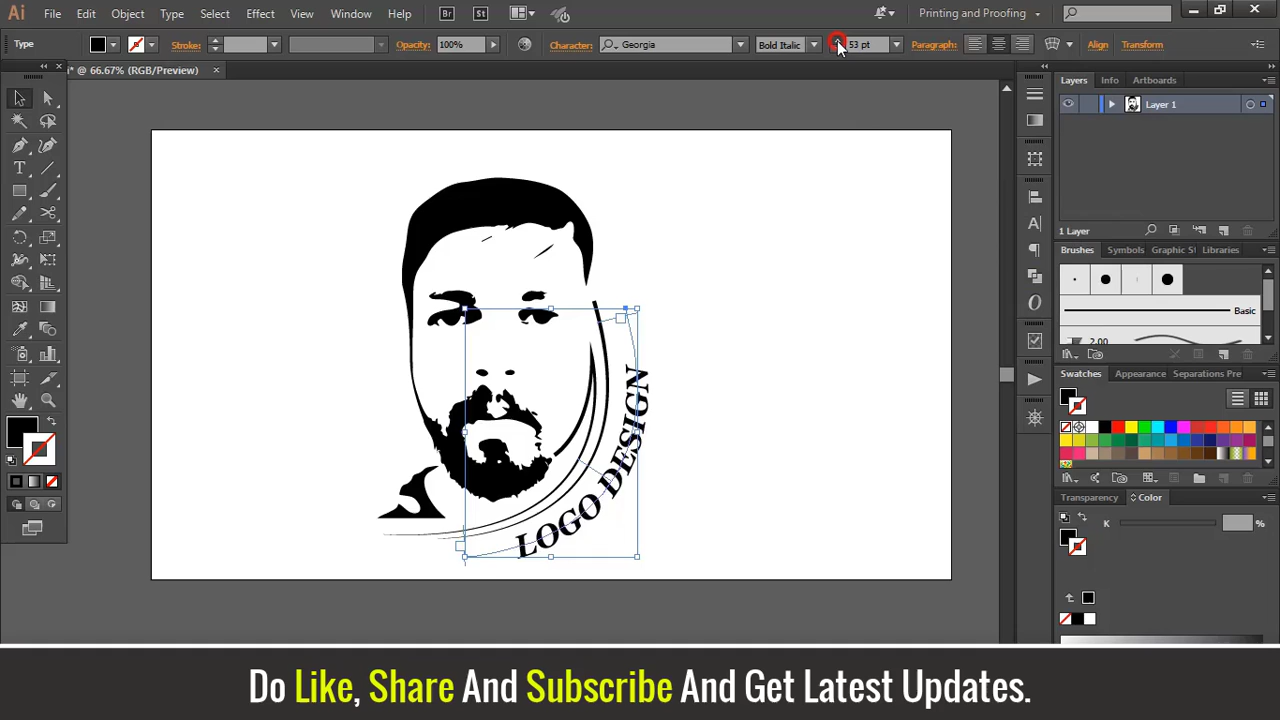 Ai File Edit Object Type Select Effect View Window Help Br St Printing and Proofing
Type Stroke: Opacity: 100% Character: Georgia Bold Italic 53 pt Paragraph: Align Transform
* @ 66.67% (RGB/Preview) ×
Layers Info Artboards
Layer 1
1 Layer
Brushes Symbols Graphic S Libraries
Basic
2.00
Swatches Appearance Separations Pre
Transparency Color
K %
LOGO DESIGN
Do Like, Share And Subscribe And Get Latest Updates.